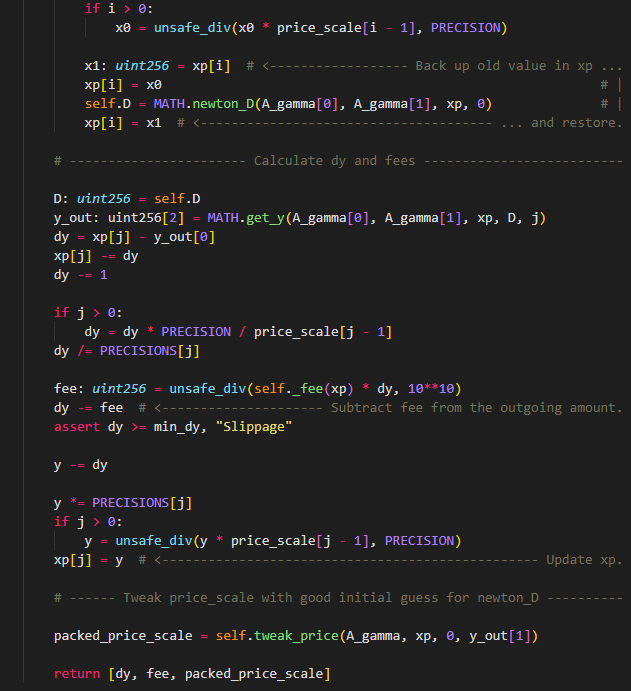 if i > 0:
x0 = unsafe_div(x0 * price_scale[i - 1], PRECISION)
x1: uint256 = xp[i]  # <----------------- Back up old value in xp ...
xp[i] = x0                                                         # |
self.D = MATH.newton_D(A_gamma[0], A_gamma[1], xp, 0)              # |
xp[i] = x1  # <------------------------------------- ... and restore.
# ---------------------- Calculate dy and fees -------------------------
D: uint256 = self.D
y_out: uint256[2] = MATH.get_y(A_gamma[0], A_gamma[1], xp, D, j)
dy = xp[j] - y_out[0]
xp[j] -= dy
dy -= 1
if j > 0:
dy = dy * PRECISION / price_scale[j - 1]
dy /= PRECISIONS[j]
fee: uint256 = unsafe_div(self._fee(xp) * dy, 10**10)
dy -= fee  # <-------------------- Subtract fee from the outgoing amount.
assert dy >= min_dy, "Slippage"
y -= dy
y *= PRECISIONS[j]
if j > 0:
y = unsafe_div(y * price_scale[j - 1], PRECISION)
xp[j] = y  # <----------------------------------------------- Update xp.
# ------ Tweak price_scale with good initial guess for newton_D ----------
packed_price_scale = self.tweak_price(A_gamma, xp, 0, y_out[1])
return [dy, fee, packed_price_scale]